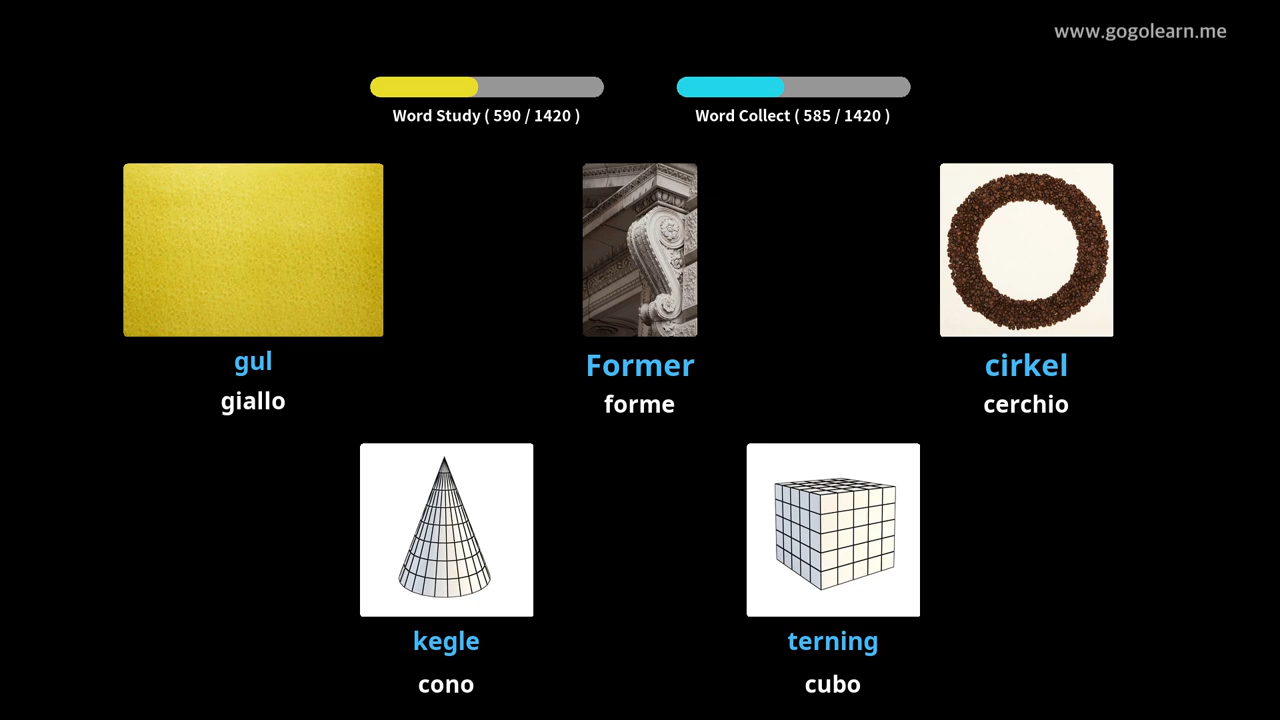 www.gogolearn.me
Word Study ( 590 / 1420 )
Word Collect ( 585 / 1420 )
gul
giallo
Former
forme
cirkel
cerchio
kegle
cono
terning
cubo